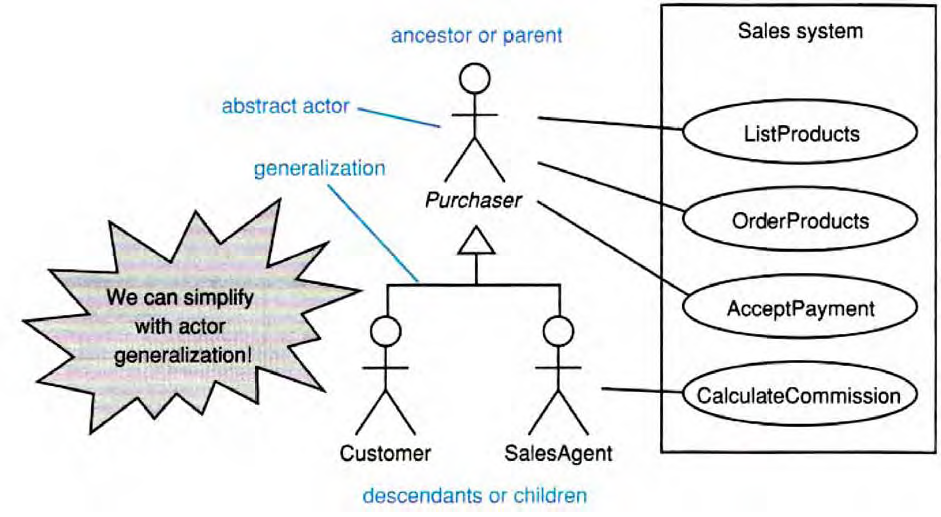 ancestor or parent
Sales system
abstract actor
ListProducts
generalization
Purchaser
OrderProducts
We can simplify
with actor
generalization!
AcceptPayment
CalculateCommission
Customer
SalesAgent
descendants or children